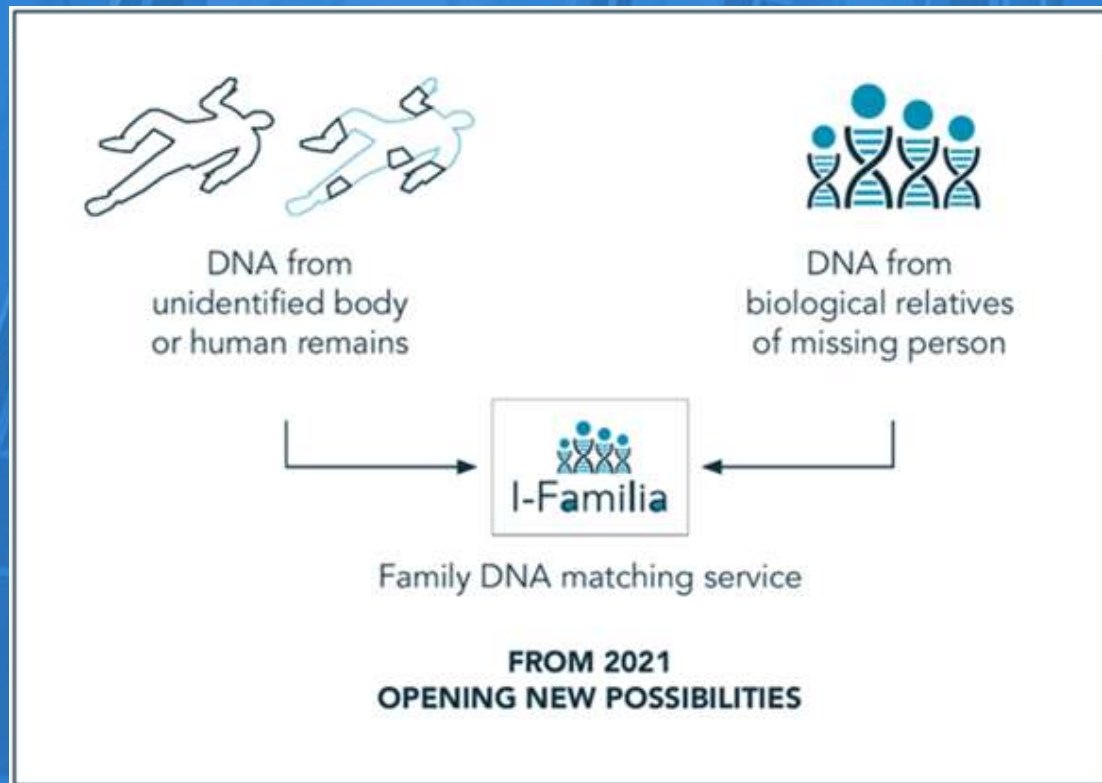 DNA from
unidentified body
or human remains
DNA from
biological relatives
of missing person
I-Familia
Family DNA matching service
FROM 2021
OPENING NEW POSSIBILITIES